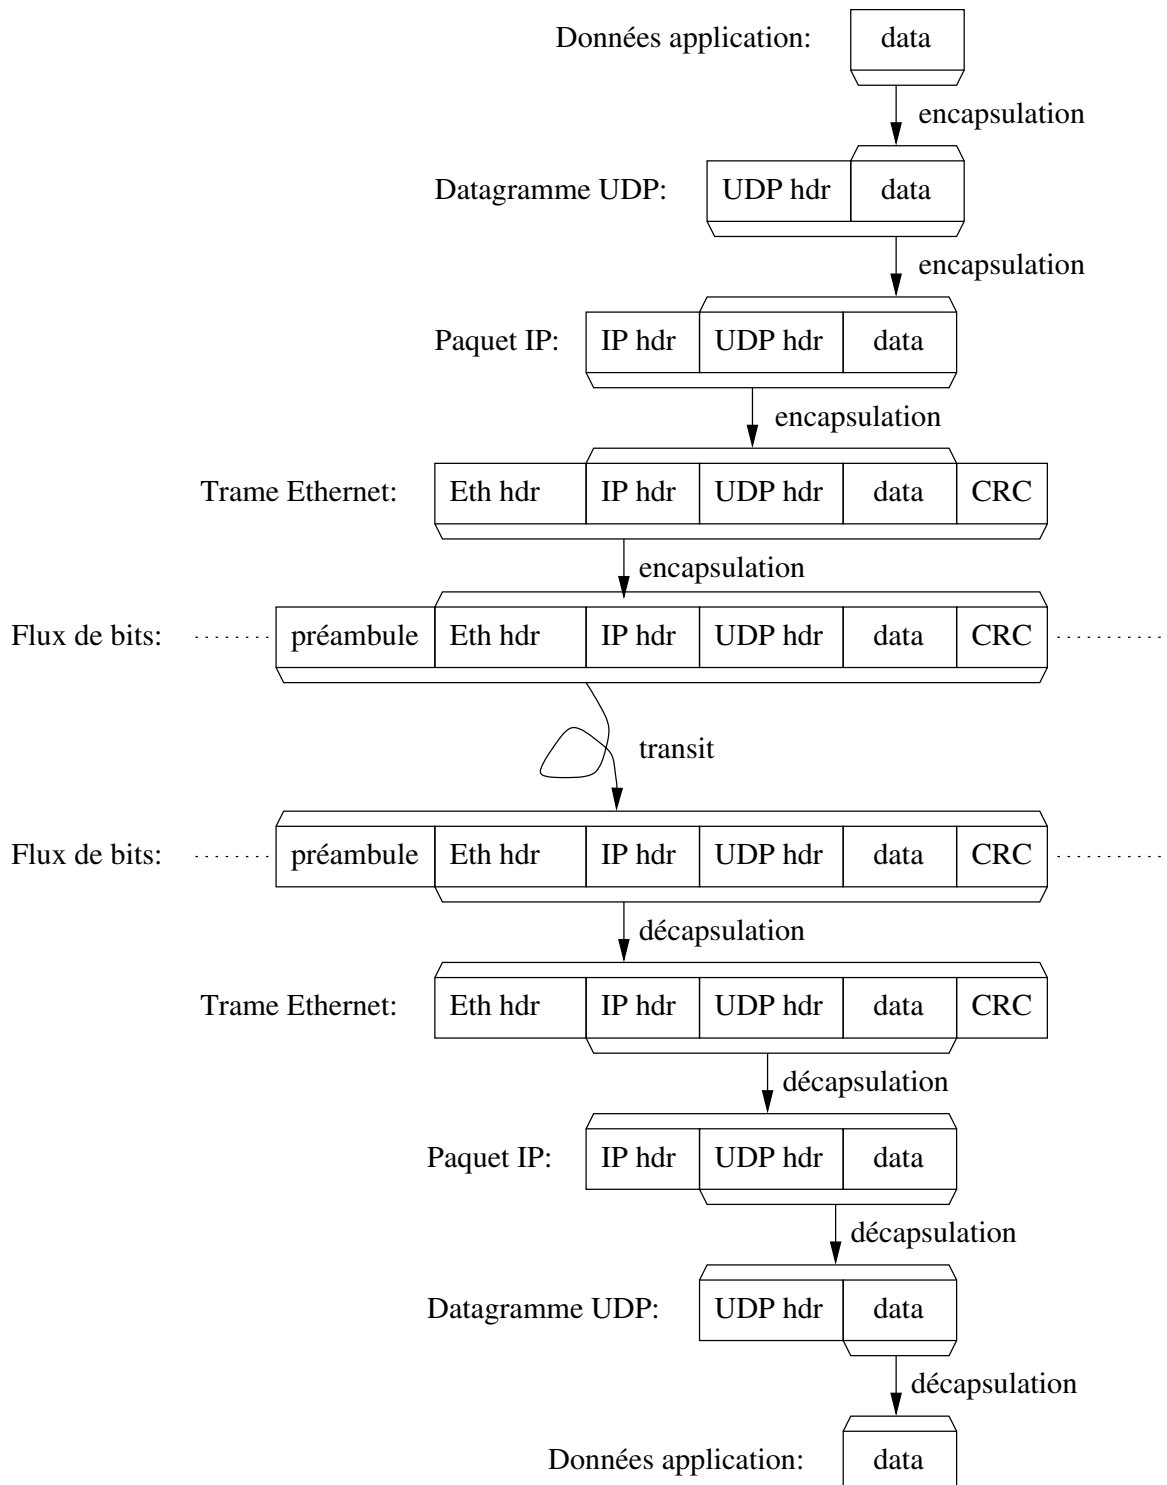 Données application: data
encapsulation
Datagramme UDP: UDP hdr data
encapsulation
Paquet IP: IP hdr UDP hdr data
encapsulation
Trame Ethernet: Eth hdr IP hdr UDP hdr data CRC
encapsulation
Flux de bits: préambule Eth hdr IP hdr UDP hdr data CRC
transit
Flux de bits: préambule Eth hdr IP hdr UDP hdr data CRC
décapsulation
Trame Ethernet: Eth hdr IP hdr UDP hdr data CRC
décapsulation
Paquet IP: IP hdr UDP hdr data
décapsulation
Datagramme UDP: UDP hdr data
décapsulation
Données application: data